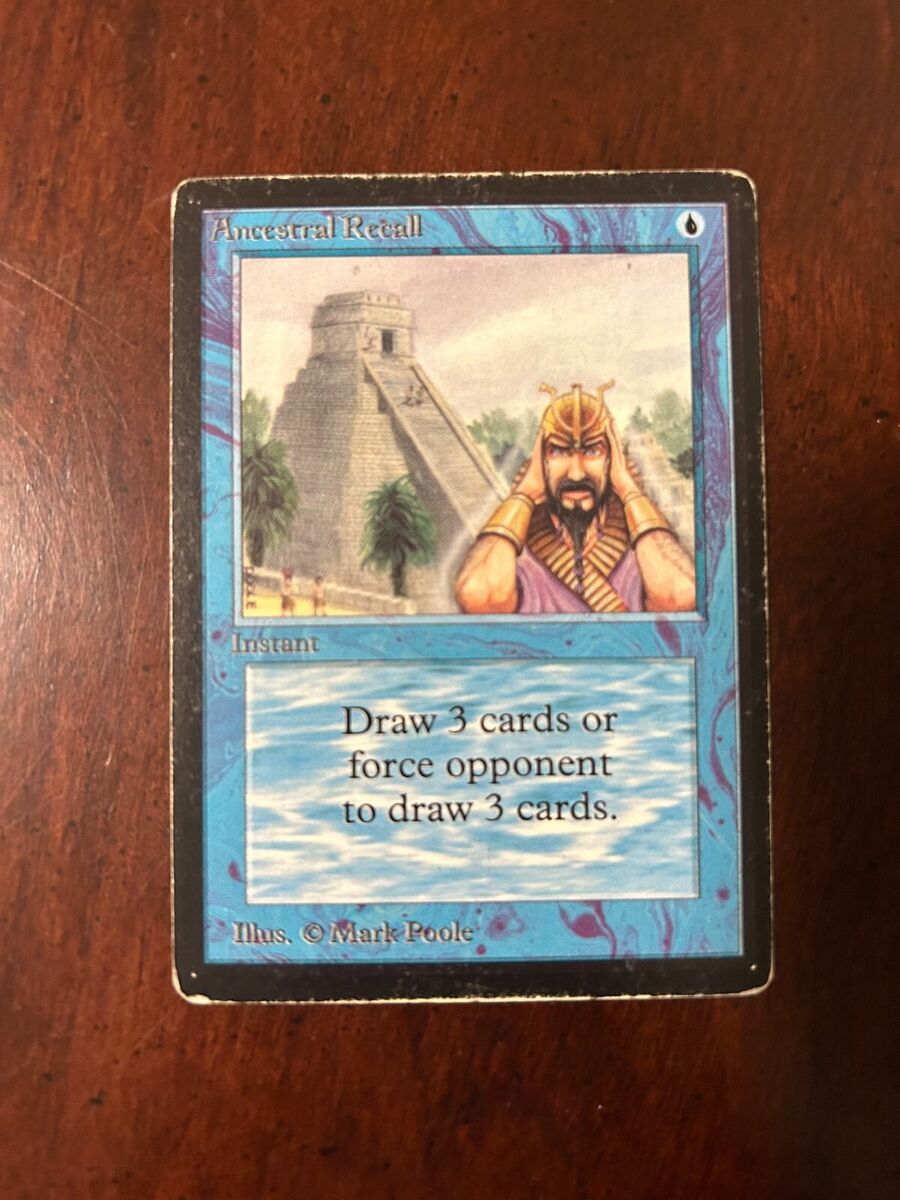 Ancestral Recall
Instant
Draw 3 cards or
force opponent
to draw 3 cards.
Illus. © Mark Poole